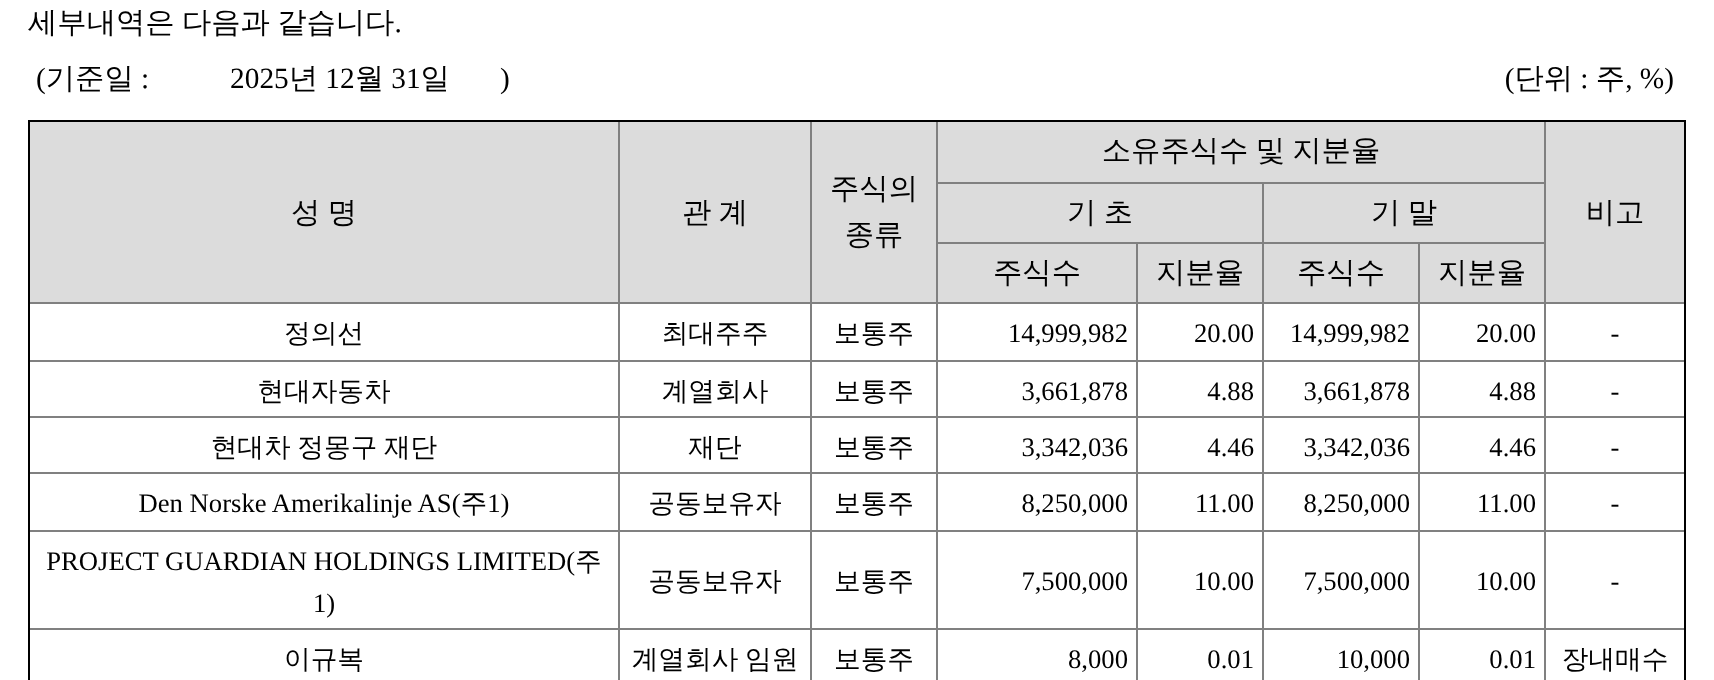 세부내역은 다음과 같습니다.
(기준일 : 2025년 12월 31일 ) (단위 : 주, %)
성 명 관 계 주식의 종류 소유주식수 및 지분율 비고
기 초 기 말
주식수 지분율 주식수 지분율
정의선 최대주주 보통주 14,999,982 20.00 14,999,982 20.00 -
현대자동차 계열회사 보통주 3,661,878 4.88 3,661,878 4.88 -
현대차 정몽구 재단 재단 보통주 3,342,036 4.46 3,342,036 4.46 -
Den Norske Amerikalinje AS(주1) 공동보유자 보통주 8,250,000 11.00 8,250,000 11.00 -
PROJECT GUARDIAN HOLDINGS LIMITED(주
1) 공동보유자 보통주 7,500,000 10.00 7,500,000 10.00 -
이규복 계열회사 임원 보통주 8,000 0.01 10,000 0.01 장내매수